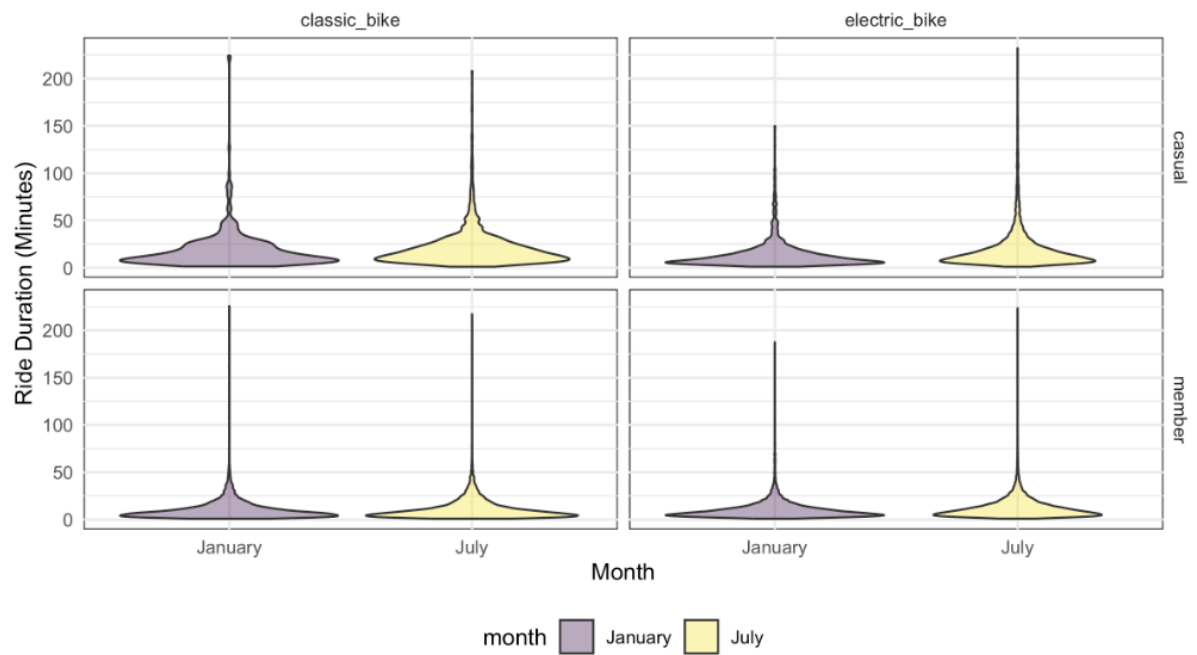 classic_bike
electric_bike
200
150
100
50
0
casual
Ride Duration (Minutes)
200
150
100
50
0
member
January
July
January
July
Month
month
January
July